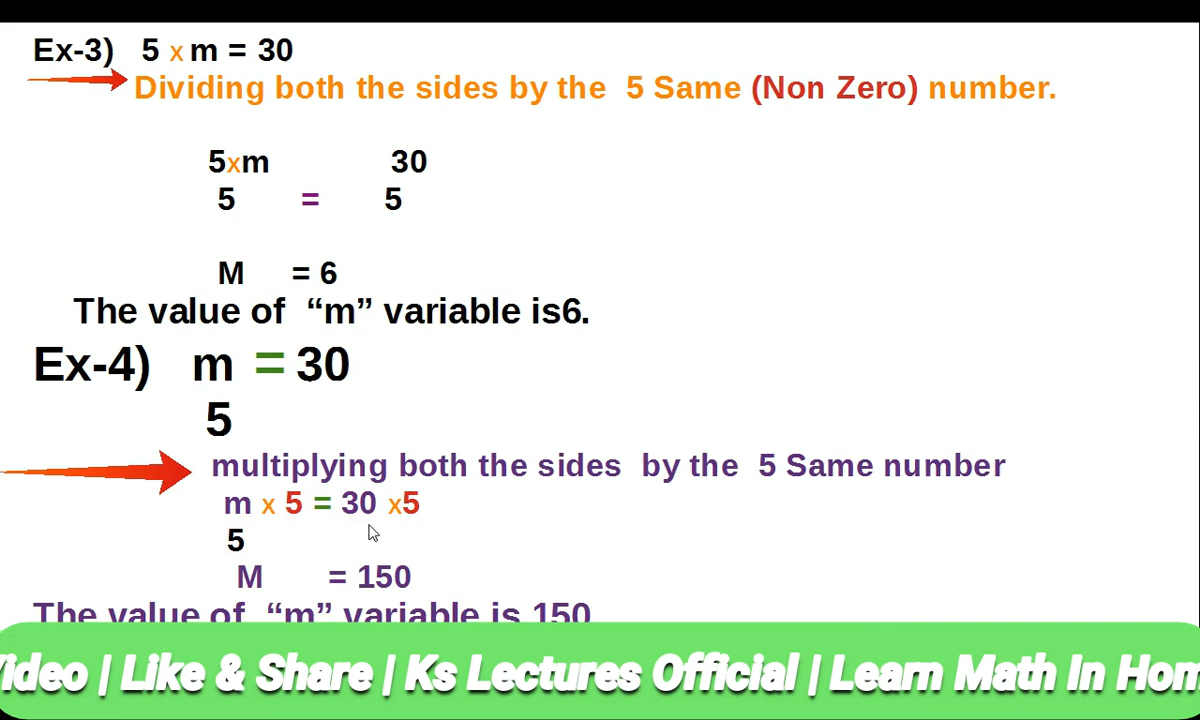 Ex-3) 5 x m = 30
Dividing both the sides by the 5 Same (Non Zero) number.
5xm 30
5 = 5
M = 6
The value of “m” variable is6.
Ex-4) m = 30
5
multiplying both the sides by the 5 Same number
m x 5 = 30 x5
5
M = 150
The value of “m” variable is 150
Video | Like & Share | Ks Lectures Official | Learn Math In Hom